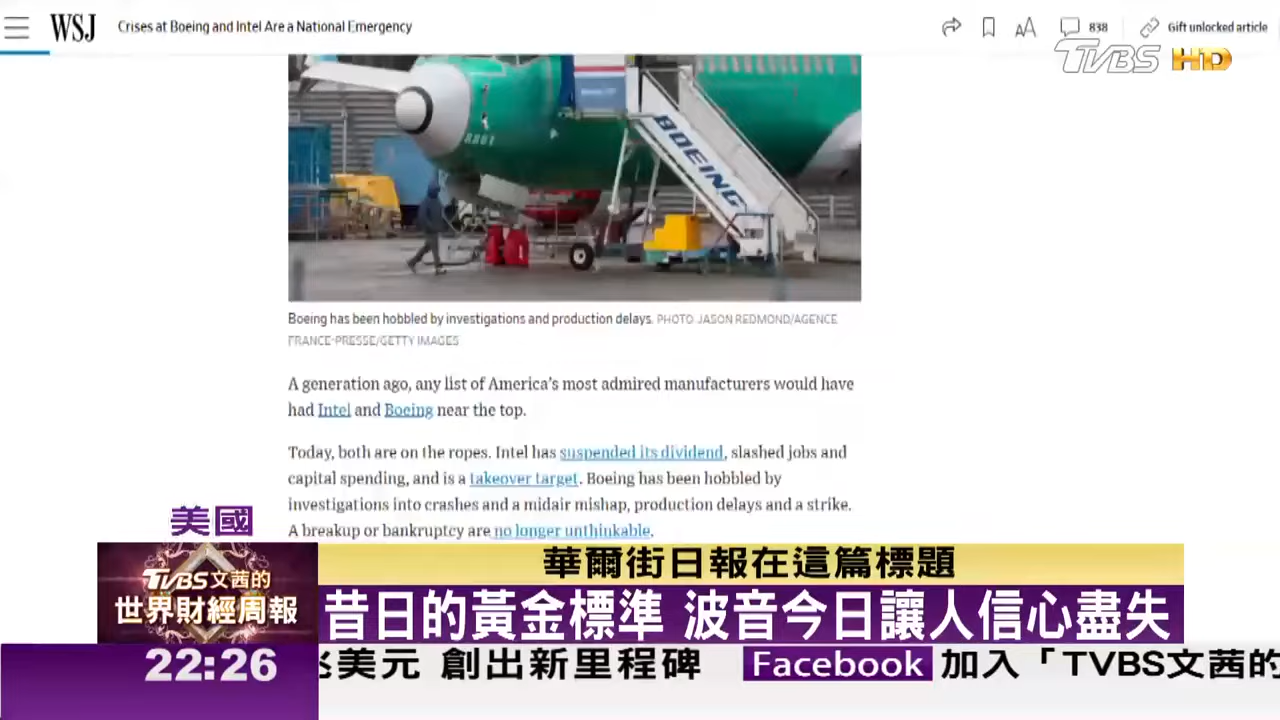 WSJ
Crises at Boeing and Intel Are a National Emergency
838
Gift unlocked article
TVBS HD
BOEING
Boeing has been hobbled by investigations and production delays. PHOTO JASON REDMOND/AGENCE
FRANCE-PRESSE/GETTY IMAGES
A generation ago, any list of America's most admired manufacturers would have
had Intel and Boeing near the top.
Today, both are on the ropes. Intel has suspended its dividend, slashed jobs and
capital spending, and is a takeover target. Boeing has been hobbled by
investigations into crashes and a midair mishap, production delays and a strike.
A breakup or bankruptcy are no longer unthinkable.
美國
華爾街日報在這篇標題
TVBS文茜的
世界財經周報
昔日的黃金標準 波音今日讓人信心盡失
22:26
兆美元 創出新里程碑 Facebook 加入「TVBS文茜的